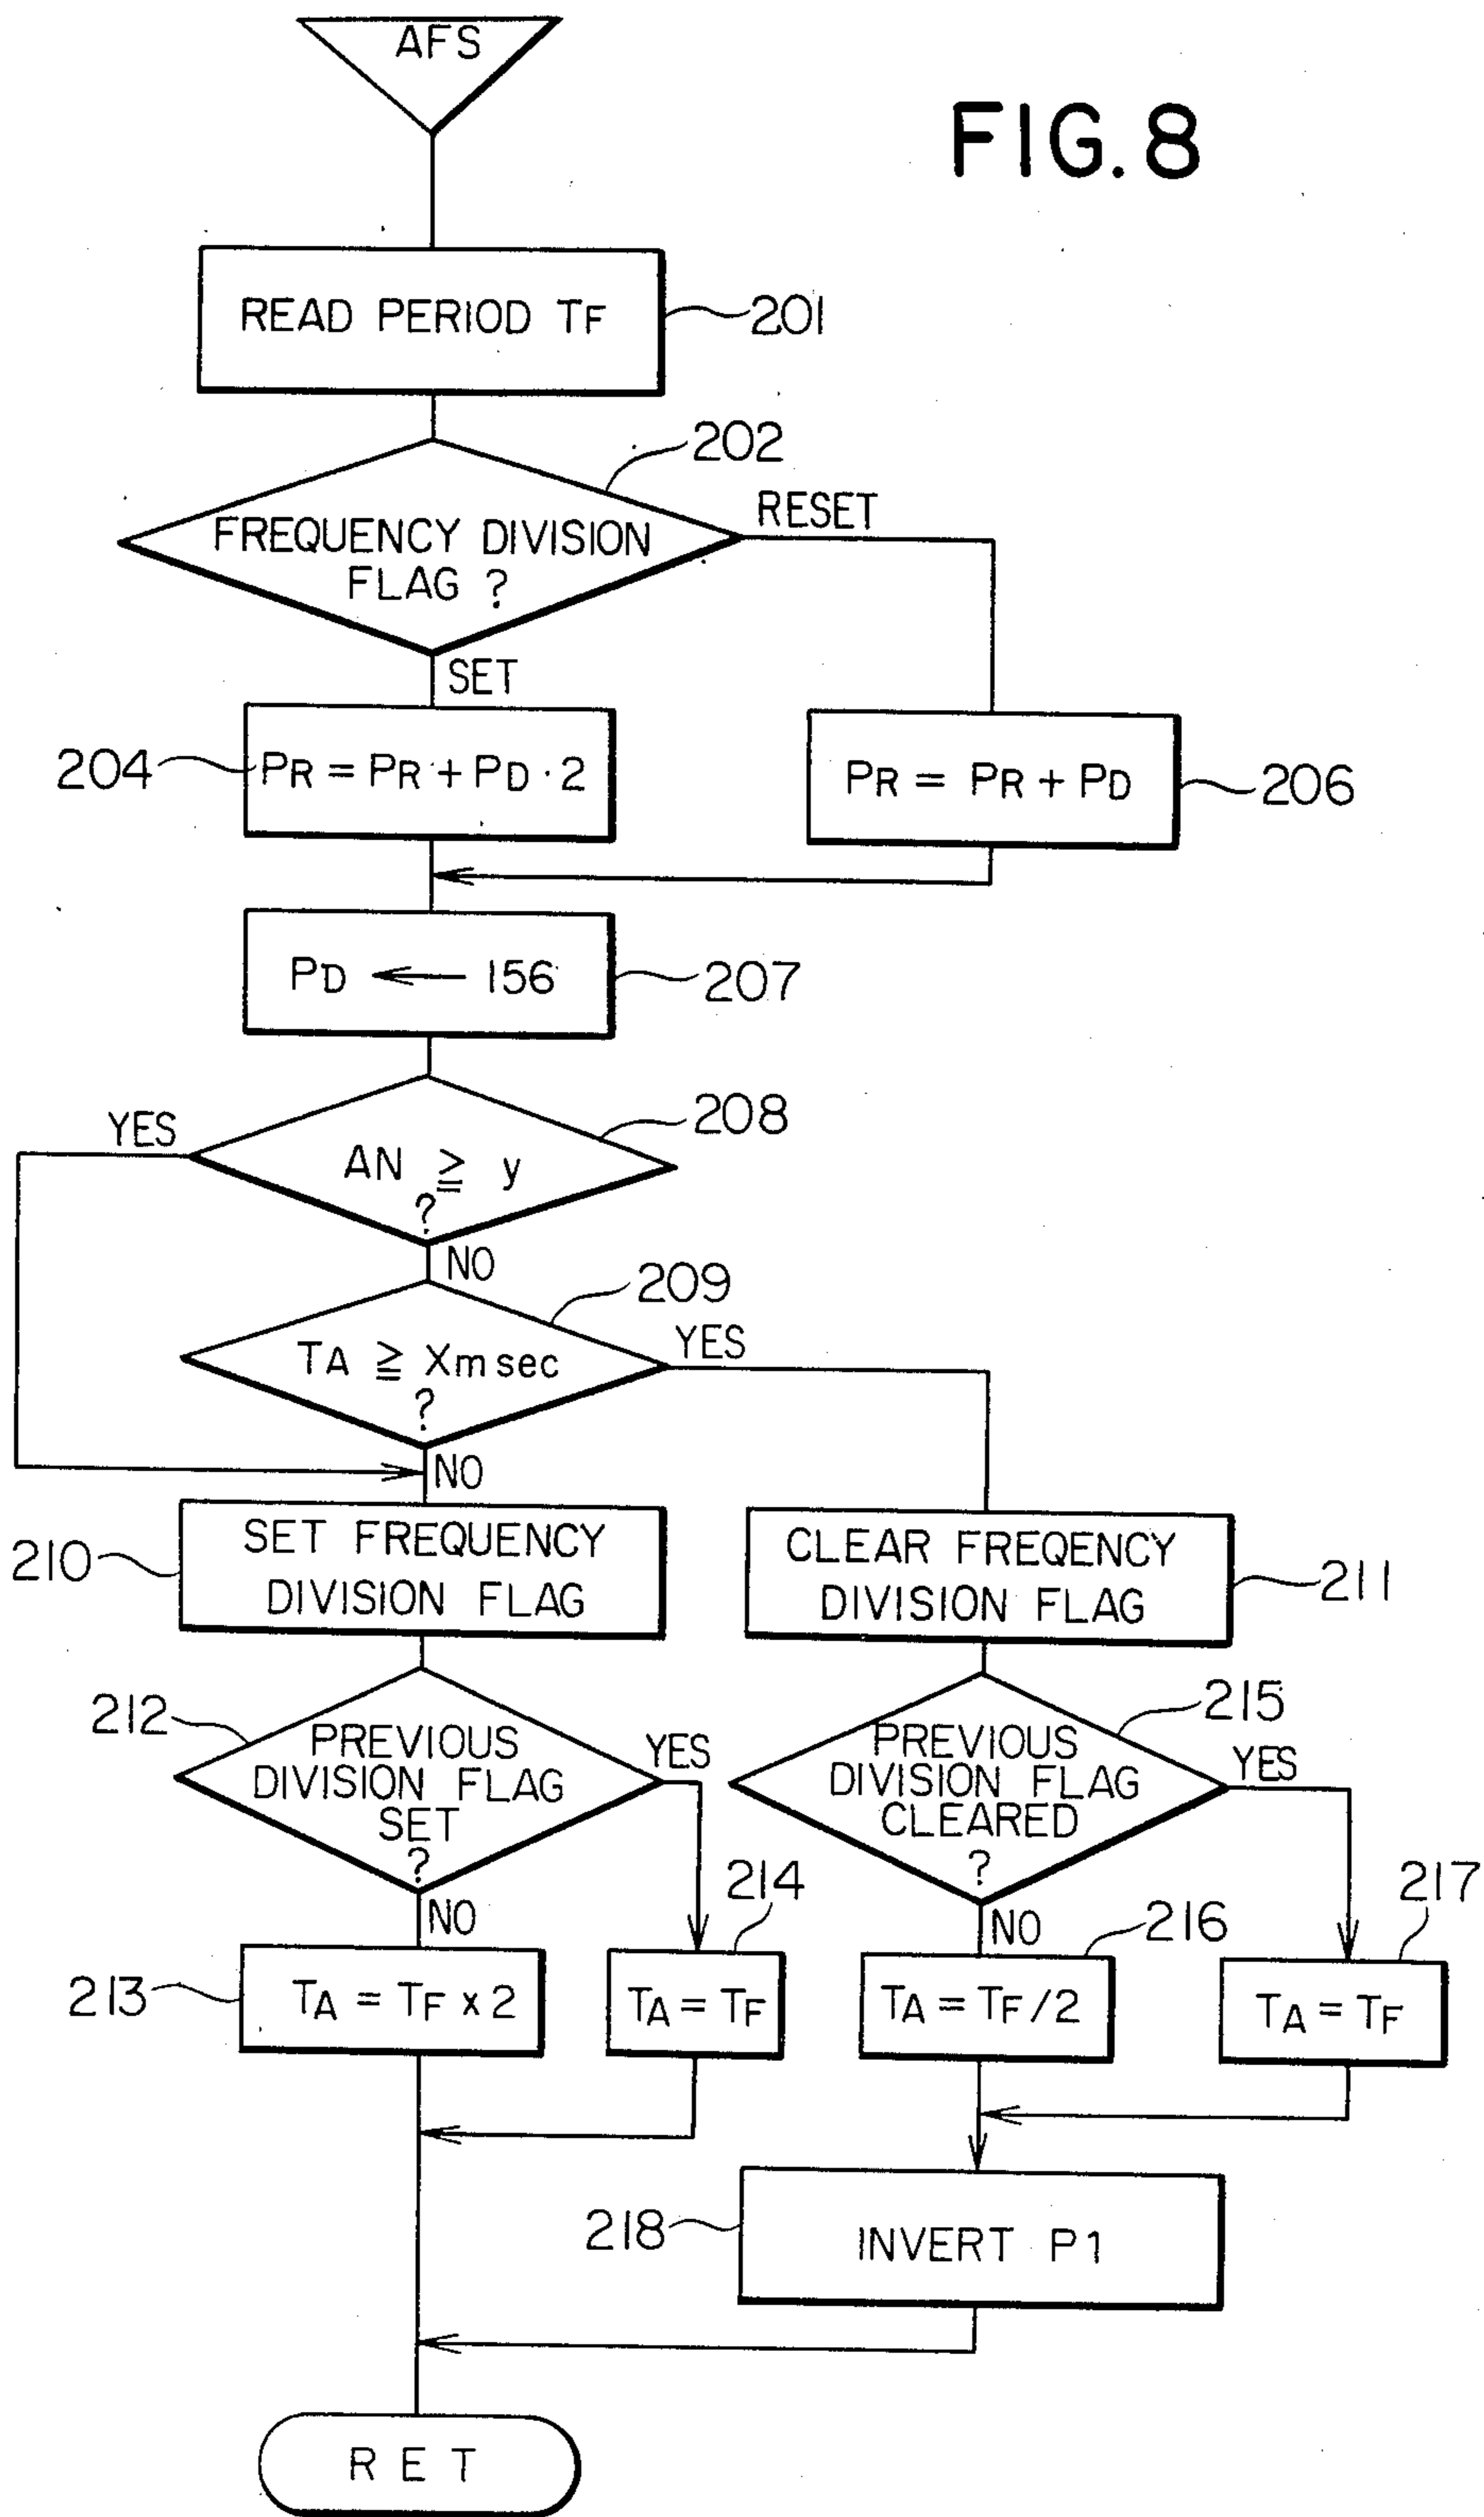 AFS
FIG. 8
READ PERIOD TF
201
202
FREQUENCY DIVISION
FLAG ?
RESET
SET
204
PR = PR + PD · 2
PR = PR + PD
206
PD ← 156
207
208
YES
AN ≧ y
?
NO
209
TA ≧ Xmsec
?
YES
NO
210
SET FREQUENCY
DIVISION FLAG
CLEAR FREQENCY
DIVISION FLAG
211
212
PREVIOUS
DIVISION FLAG
SET
?
YES
NO
215
PREVIOUS
DIVISION FLAG
CLEARED
?
YES
NO
213
TA = TF x 2
214
TA = TF
216
TA = TF / 2
217
TA = TF
218
INVERT P1
RET